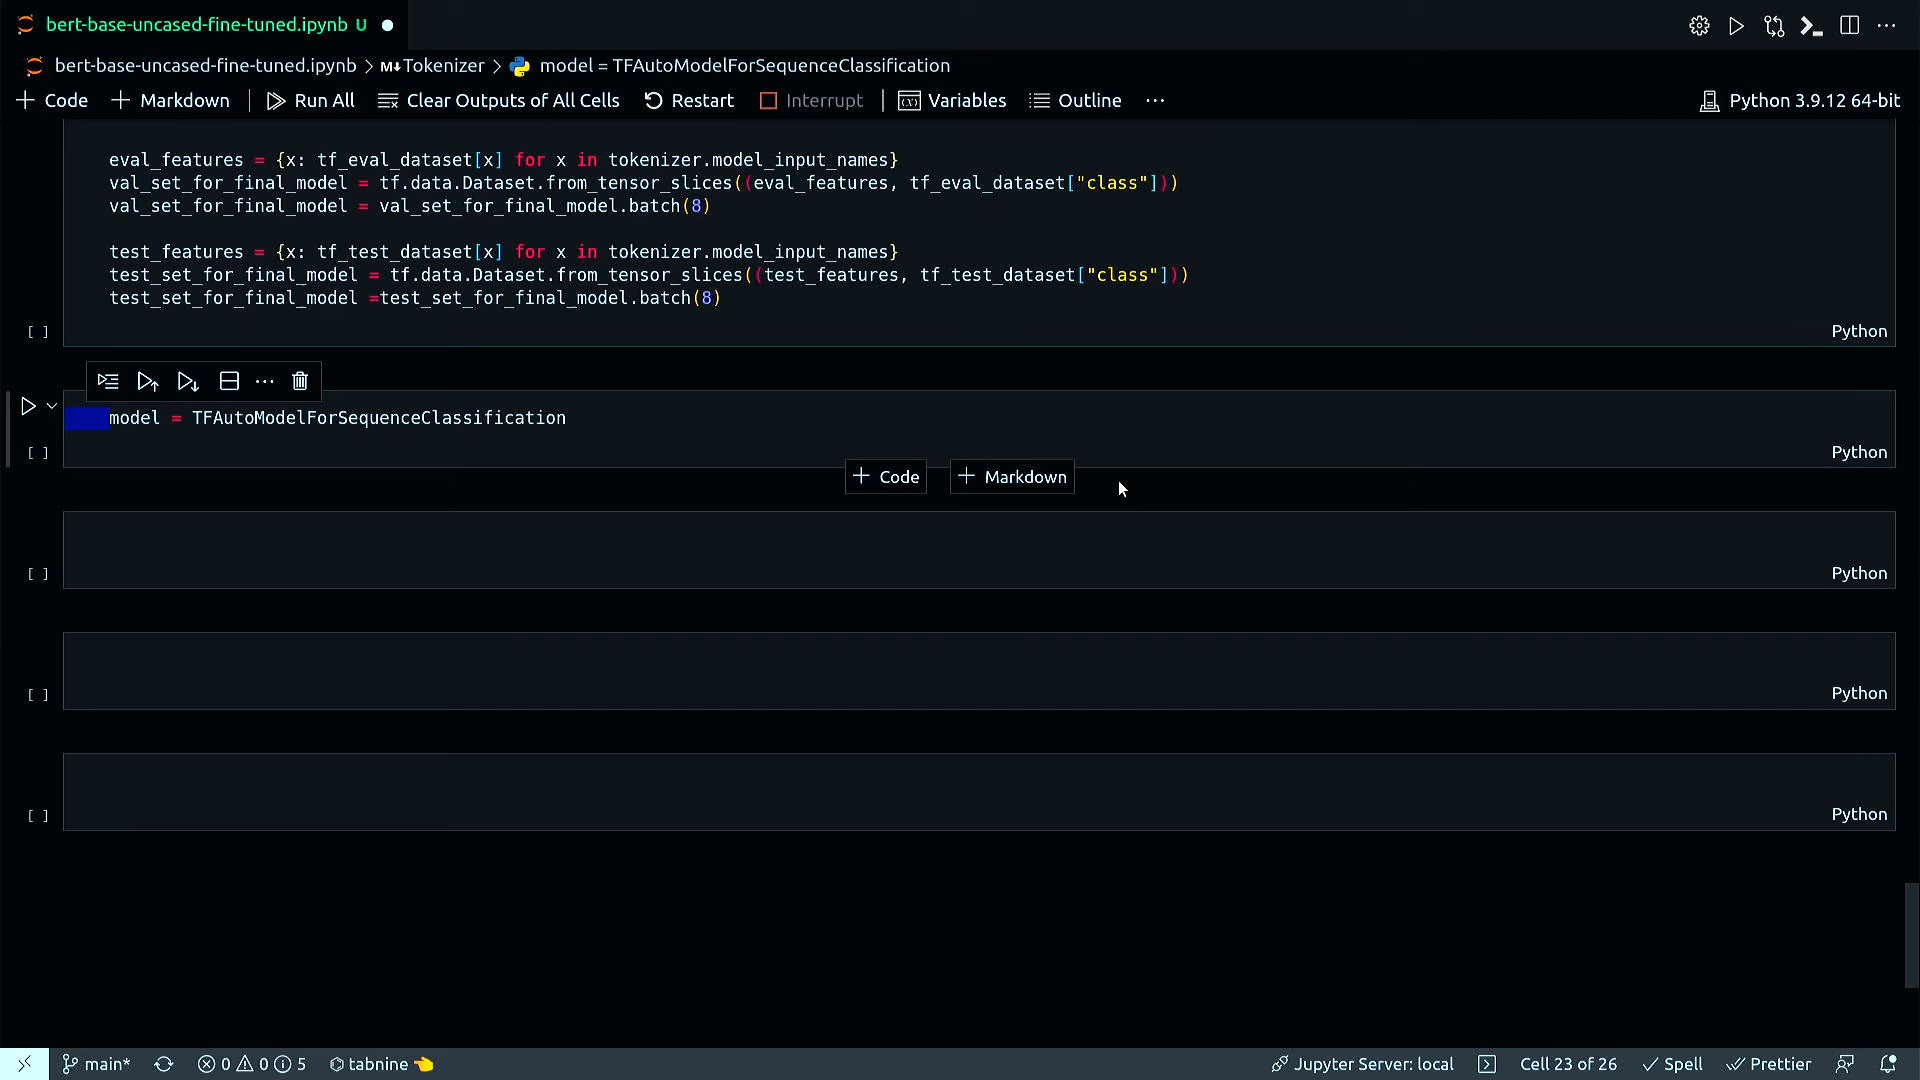 bert-base-uncased-fine-tuned.ipynb U
bert-base-uncased-fine-tuned.ipynb > M↓Tokenizer > model = TFAutoModelForSequenceClassification
+ Code + Markdown | Run All Clear Outputs of All Cells Restart Interrupt | Variables Outline ... Python 3.9.12 64-bit
eval_features = {x: tf_eval_dataset[x] for x in tokenizer.model_input_names}
val_set_for_final_model = tf.data.Dataset.from_tensor_slices((eval_features, tf_eval_dataset["class"]))
val_set_for_final_model = val_set_for_final_model.batch(8)
test_features = {x: tf_test_dataset[x] for x in tokenizer.model_input_names}
test_set_for_final_model = tf.data.Dataset.from_tensor_slices((test_features, tf_test_dataset["class"]))
test_set_for_final_model =test_set_for_final_model.batch(8)
[ ] Python
model = TFAutoModelForSequenceClassification
[ ] Python
+ Code + Markdown
[ ] Python
[ ] Python
[ ] Python
main* 0 0 5 tabnine Jupyter Server: local Cell 23 of 26 Spell Prettier